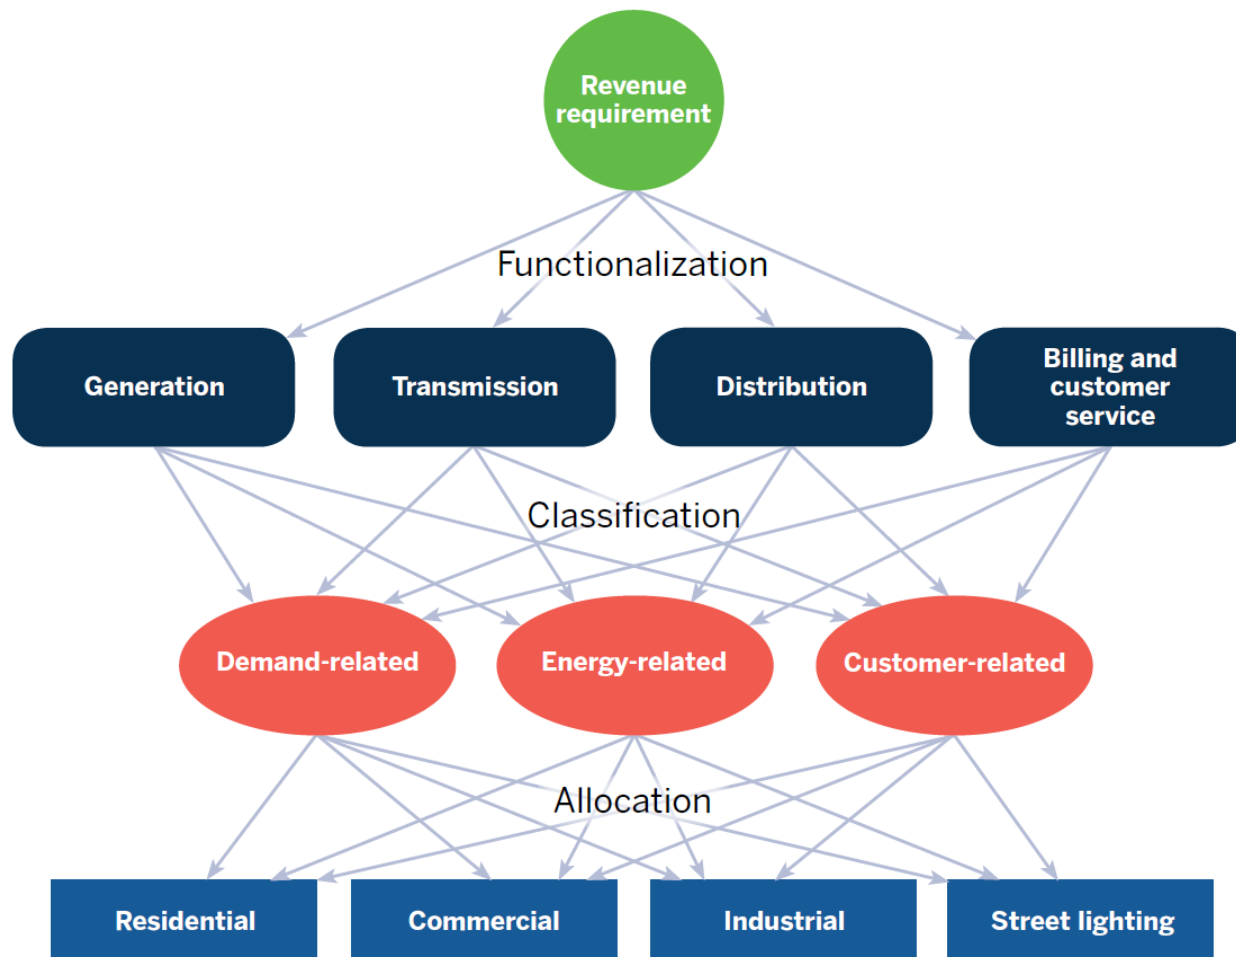 Revenue
requirement
Functionalization
Generation
Transmission
Distribution
Billing and
customer
service
Classification
Demand-related
Energy-related
Customer-related
Allocation
Residential
Commercial
Industrial
Street lighting